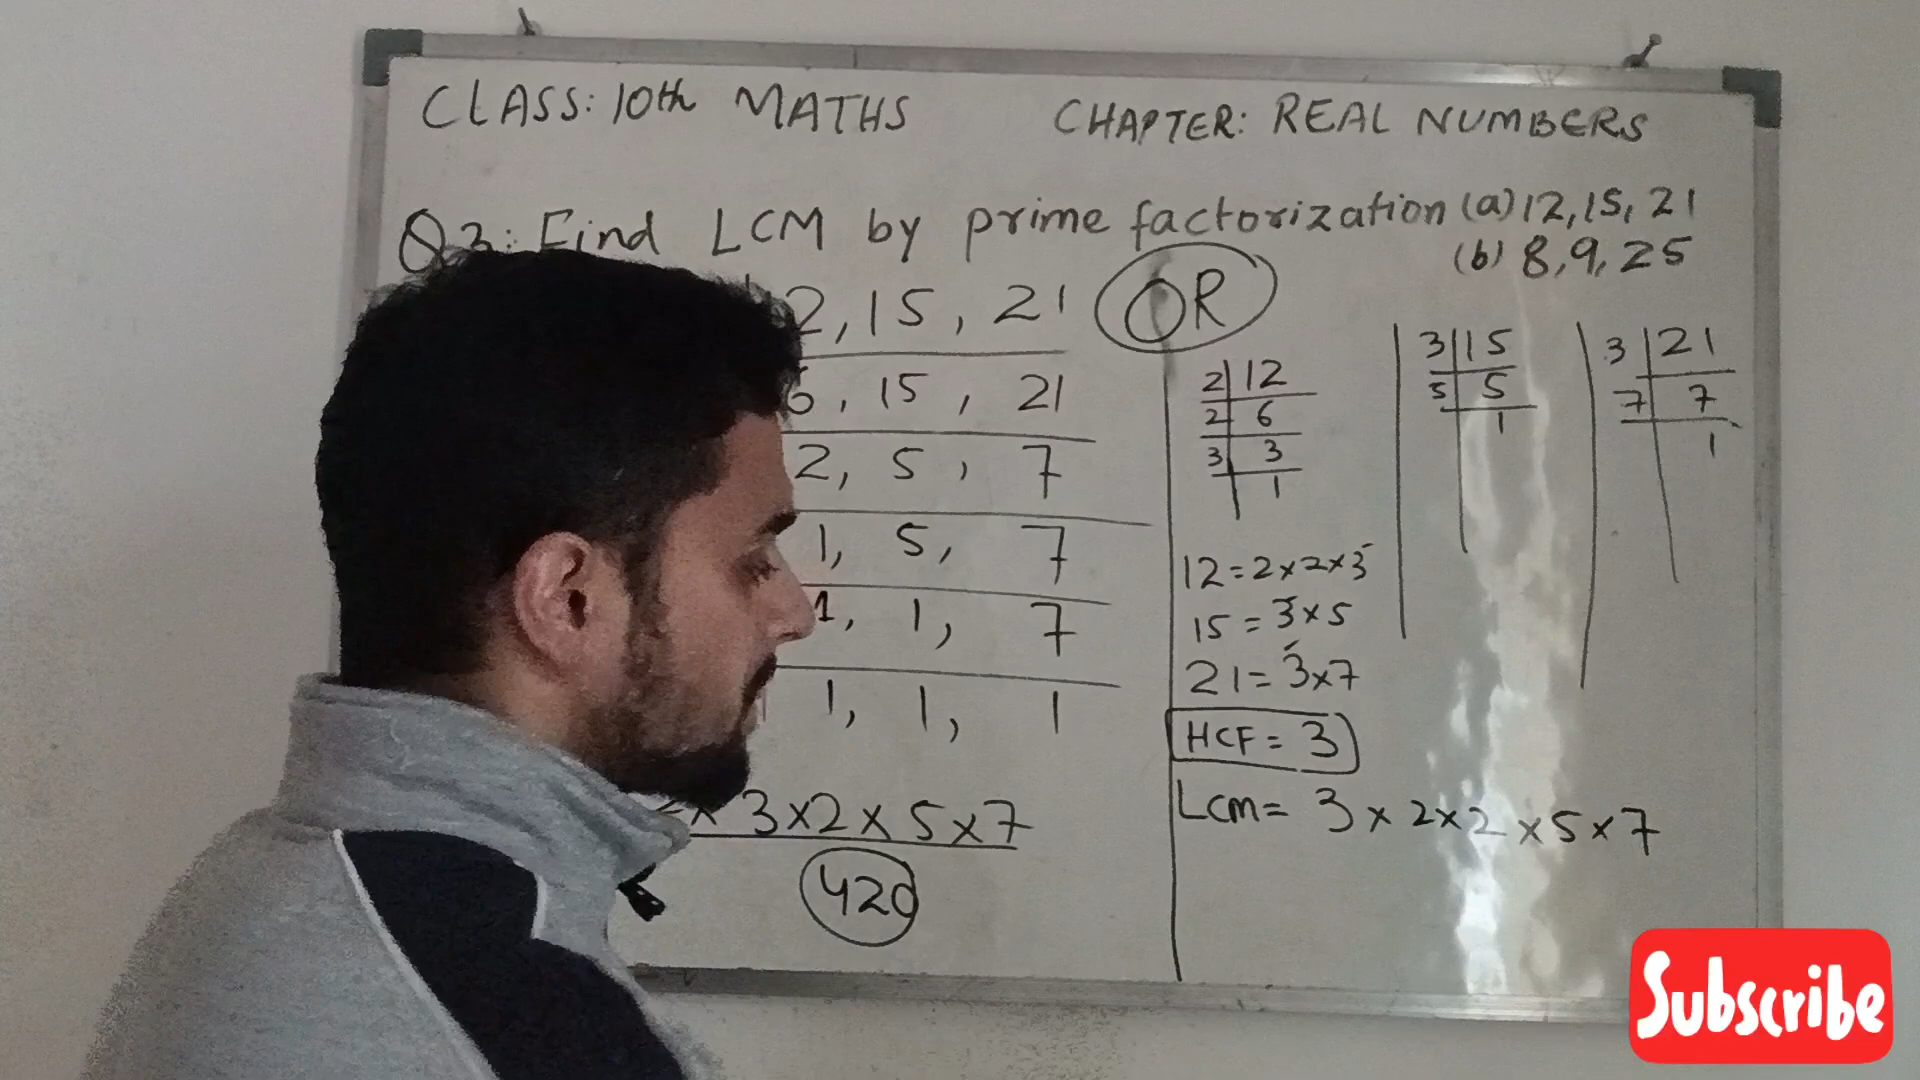 CLASS: 10th MATHS CHAPTER: REAL NUMBERS
Find LCM by prime factorization (a) 12, 15, 21
(b) 8, 9, 25
2, 15, 21
15, 21
2, 5, 7
1, 5, 7
1, 1, 7
1, 1, 1
× 3×2×5×7
420
OR
2 12
2 6
3 3
1
3 15
5 5
1
3 21
7 7
1
12=2×2×3
15=3×5
21=3×7
HCF=3
LCM=3×2×2×5×7
Subscribe